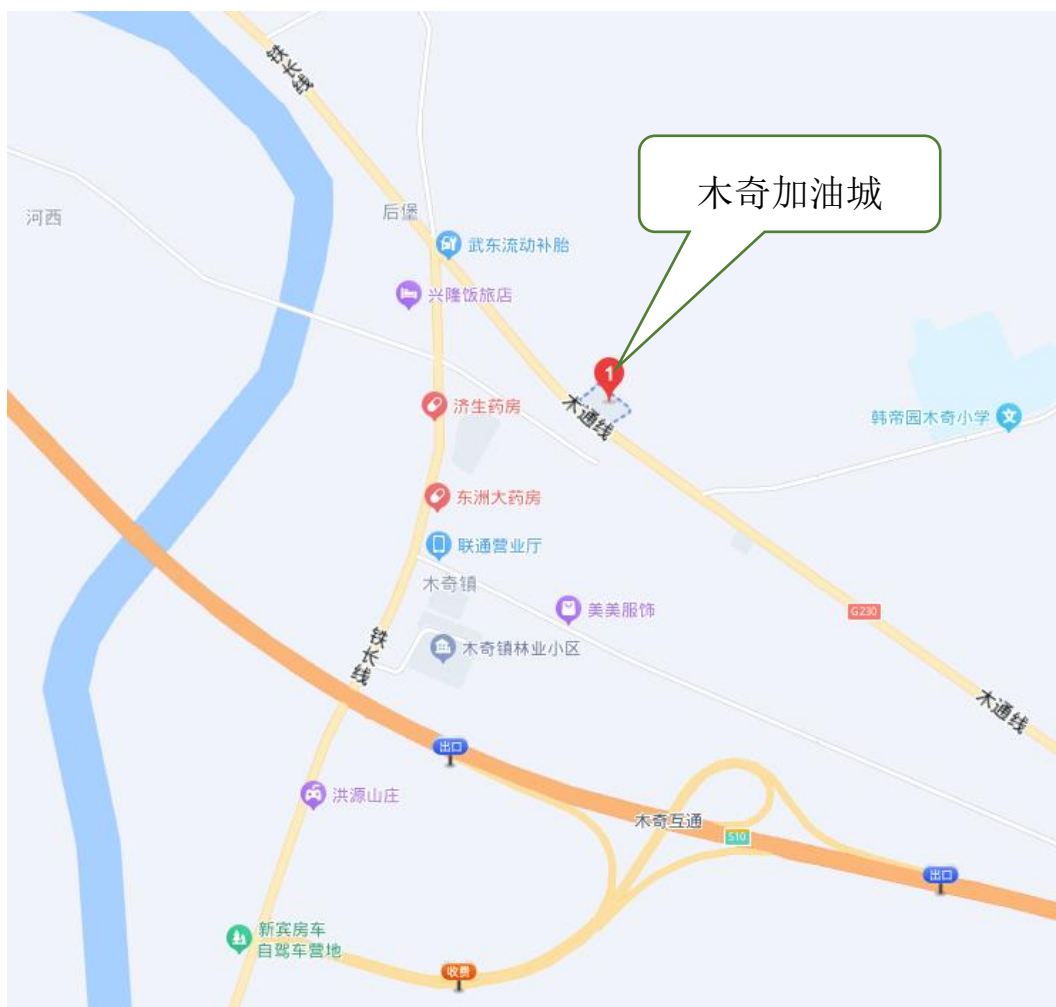 铁长线
木奇加油城
河西
后堡
武东流动补胎
兴隆饭旅店
1
济生药房
木通线
韩帝园木奇小学
文
东洲大药房
联通营业厅
木奇镇
美美服饰
G230
木奇镇林业小区
铁长线
木通线
出口
洪源山庄
木奇互通
S10
出口
新宾房车
自驾车营地
收费